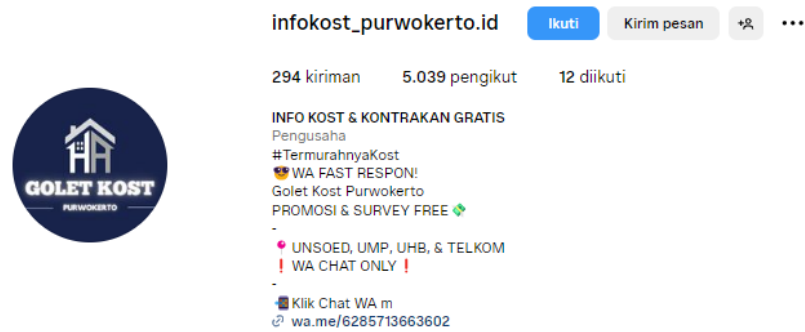 infokost_purwokerto.id Ikuti Kirim pesan
294 kiriman 5.039 pengikut 12 diikuti
GOLET KOST
PURWOKERTO
INFO KOST & KONTRAKAN GRATIS
Pengusaha
#TermurahnyaKost
😎 WA FAST RESPON!
Golet Kost Purwokerto
PROMOSI & SURVEY FREE 💸
-
📍 UNSOED, UMP, UHB, & TELKOM
❗ WA CHAT ONLY ❗
-
📲 Klik Chat WA m
wa.me/6285713663602